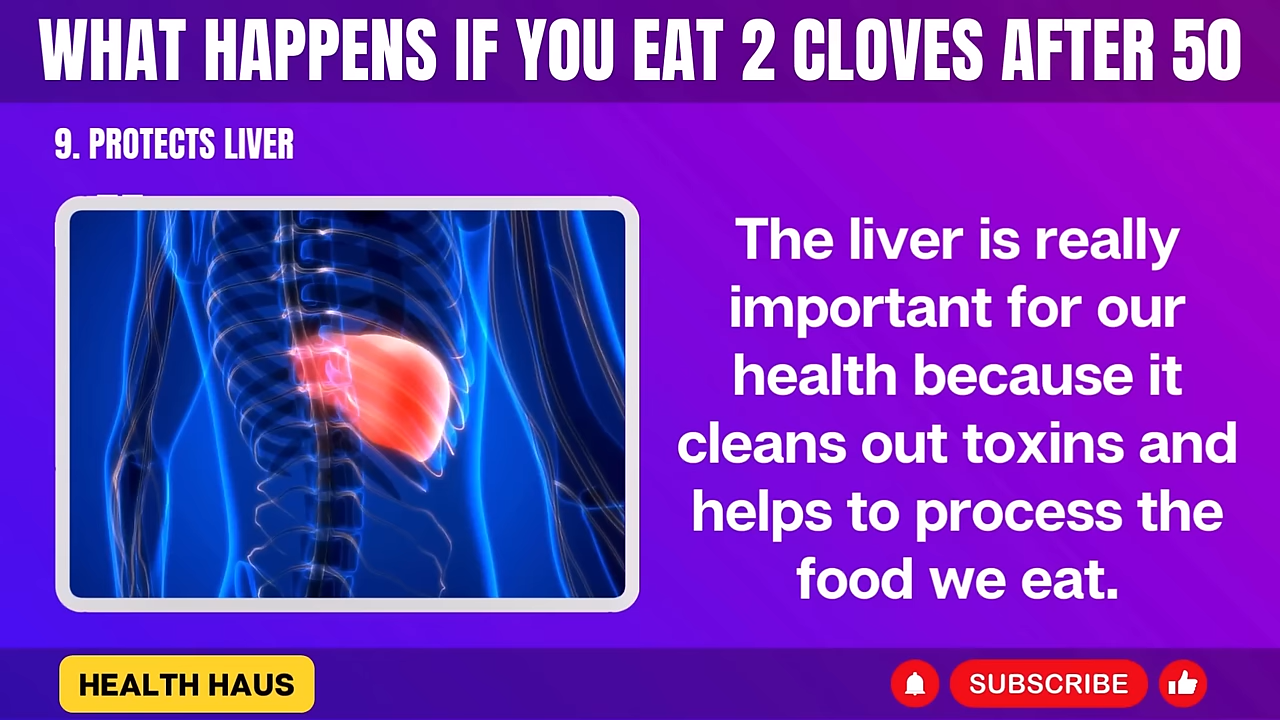 WHAT HAPPENS IF YOU EAT 2 CLOVES AFTER 50
9. PROTECTS LIVER
The liver is really
important for our
health because it
cleans out toxins and
helps to process the
food we eat.
HEALTH HAUS
SUBSCRIBE